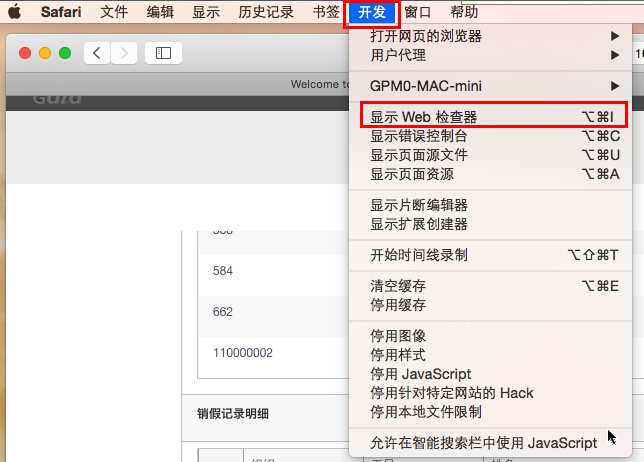 Safari 文件 编辑 显示 历史记录 书签 开发 窗口 帮助
打开网页的浏览器
用户代理
Welcome to
GPM0-MAC-mini
Gaia
显示 Web 检查器 ⌥⌘I
显示错误控制台 ⌥⌘C
显示页面源文件 ⌥⌘U
显示页面资源 ⌥⌘A
显示片断编辑器
显示扩展创建器
开始时间线录制 ⌥⇧⌘T
584
清空缓存 ⌥⌘E
停用缓存
662
停用图像
停用样式
110000002
停用 JavaScript
停用针对特定网站的 Hack
停用本地文件限制
销假记录明细
允许在智能搜索栏中使用 JavaScript